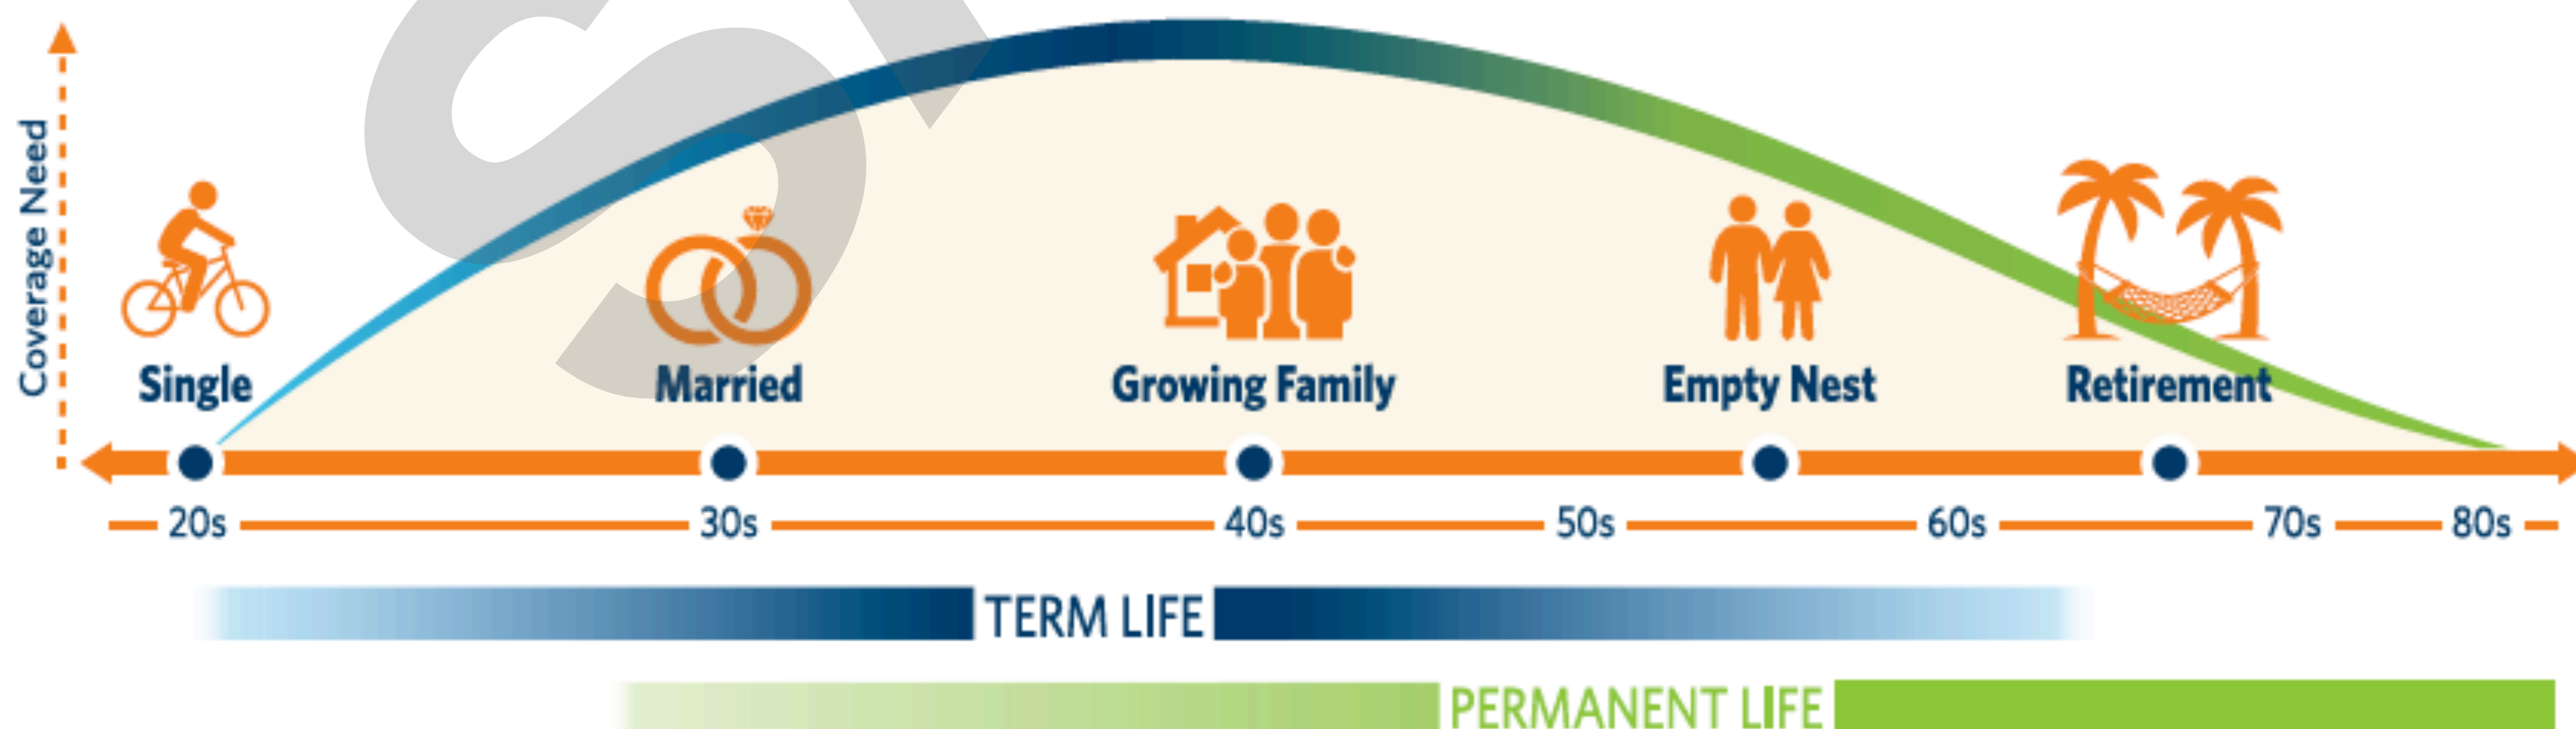 Coverage Need
Single
Married
Growing Family
Empty Nest
Retirement
20s 30s 40s 50s 60s 70s 80s
TERM LIFE
PERMANENT LIFE